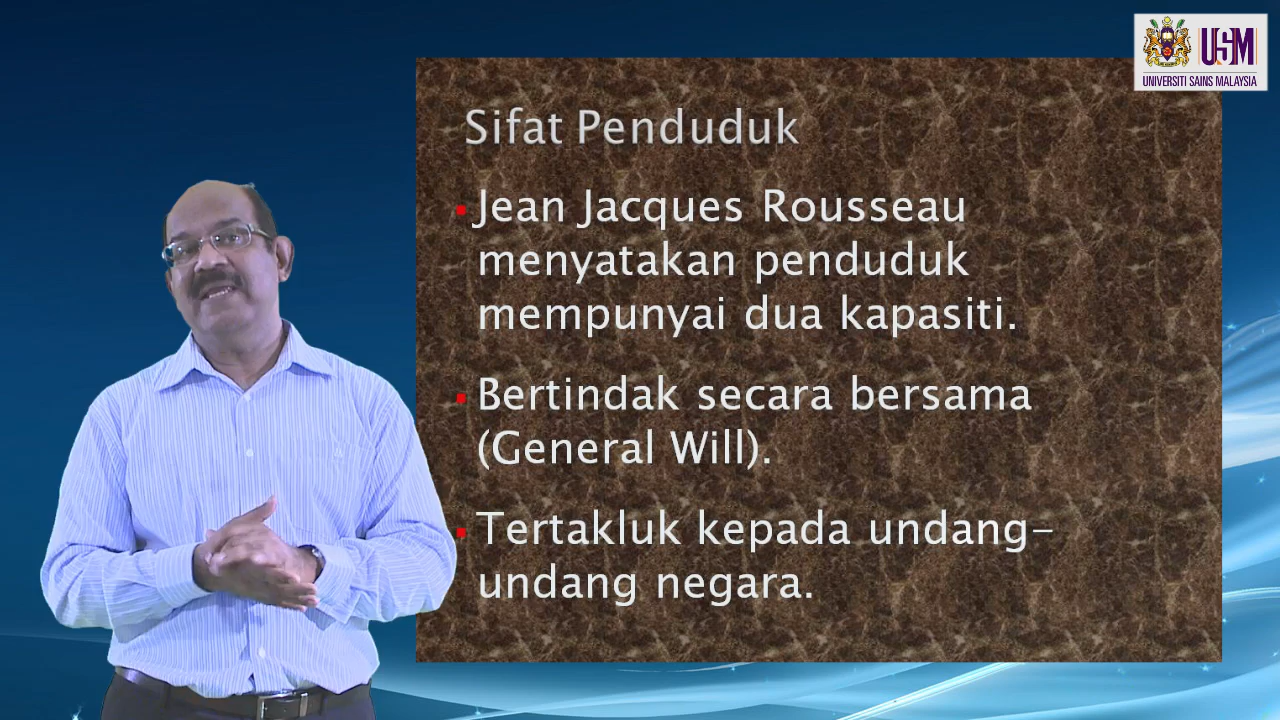 USM
UNIVERSITI SAINS MALAYSIA
Sifat Penduduk
Jean Jacques Rousseau
menyatakan penduduk
mempunyai dua kapasiti.
Bertindak secara bersama
(General Will).
Tertakluk kepada undang-
undang negara.